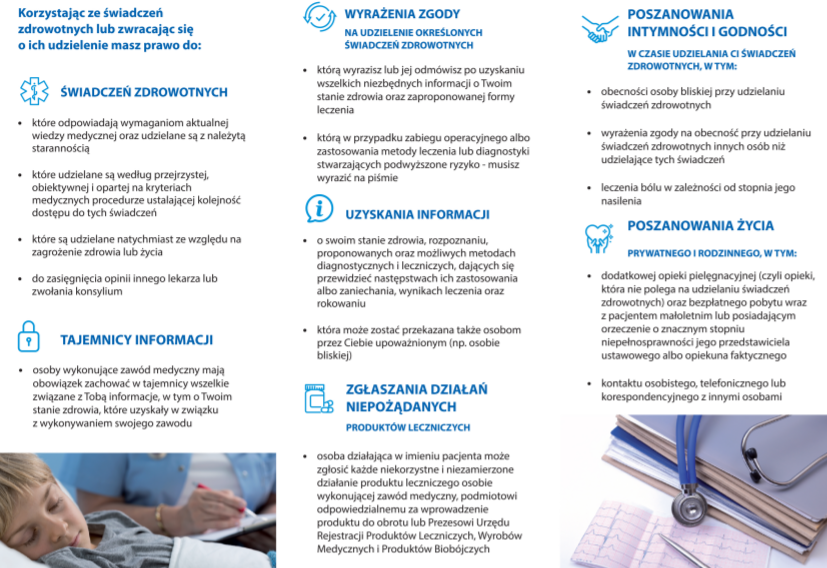 Korzystając ze świadczeń
zdrowotnych lub zwracając się
o ich udzielenie masz prawo do:
ŚWIADCZEŃ ZDROWOTNYCH
• które odpowiadają wymaganiom aktualnej
wiedzy medycznej oraz udzielane są z należytą
starannością
• które udzielane są według przejrzystej,
obiektywnej i opartej na kryteriach
medycznych procedurze ustalającej kolejność
dostępu do tych świadczeń
• które są udzielane natychmiast ze względu na
zagrożenie zdrowia lub życia
• do zasięgnięcia opinii innego lekarza lub
zwołania konsylium
TAJEMNICY INFORMACJI
• osoby wykonujące zawód medyczny mają
obowiązek zachować w tajemnicy wszelkie
związane z Tobą informacje, w tym o Twoim
stanie zdrowia, które uzyskały w związku
z wykonywaniem swojego zawodu
WYRAŻENIA ZGODY
NA UDZIELENIE OKREŚLONYCH
ŚWIADCZEŃ ZDROWOTNYCH
• którą wyrazisz lub jej odmówisz po uzyskaniu
wszelkich niezbędnych informacji o Twoim
stanie zdrowia oraz zaproponowanej formy
leczenia
• którą w przypadku zabiegu operacyjnego albo
zastosowania metody leczenia lub diagnostyki
stwarzających podwyższone ryzyko - musisz
wyrazić na piśmie
UZYSKANIA INFORMACJI
• o swoim stanie zdrowia, rozpoznaniu,
proponowanych oraz możliwych metodach
diagnostycznych i leczniczych, dających się
przewidzieć następstwach ich zastosowania
albo zaniechania, wynikach leczenia oraz
rokowaniu
• która może zostać przekazana także osobom
przez Ciebie upoważnionym (np. osobie
bliskiej)
ZGŁASZANIA DZIAŁAŃ
NIEPOŻĄDANYCH
PRODUKTÓW LECZNICZYCH
• osoba działająca w imieniu pacjenta może
zgłosić każde niekorzystne i niezamierzone
działanie produktu leczniczego osobie
wykonującej zawód medyczny, podmiotowi
odpowiedzialnemu za wprowadzenie
produktu do obrotu lub Prezesowi Urzędu
Rejestracji Produktów Leczniczych, Wyrobów
Medycznych i Produktów Biobójczych
POSZANOWANIA
INTYMNOŚCI I GODNOŚCI
W CZASIE UDZIELANIA CI ŚWIADCZEŃ
ZDROWOTNYCH, W TYM:
• obecności osoby bliskiej przy udzielaniu
świadczeń zdrowotnych
• wyrażenia zgody na obecność przy udzielaniu
świadczeń zdrowotnych innych osób niż
udzielające tych świadczeń
• leczenia bólu w zależności od stopnia jego
nasilenia
POSZANOWANIA ŻYCIA
PRYWATNEGO I RODZINNEGO, W TYM:
• dodatkowej opieki pielęgnacyjnej (czyli opieki,
która nie polega na udzielaniu świadczeń
zdrowotnych) oraz bezpłatnego pobytu wraz
z pacjentem małoletnim lub posiadającym
orzeczenie o znacznym stopniu
niepełnosprawności jego przedstawiciela
ustawowego albo opiekuna faktycznego
• kontaktu osobistego, telefonicznego lub
korespondencyjnego z innymi osobami